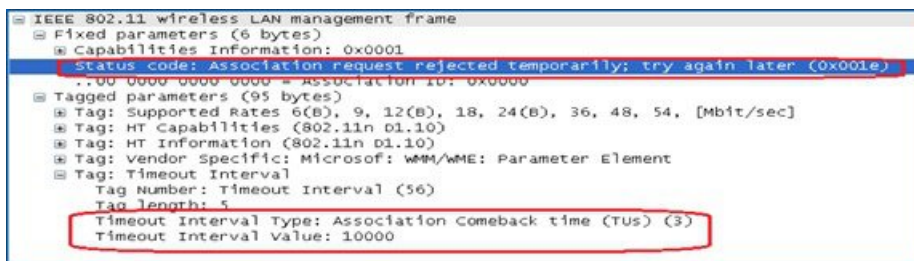 IEEE 802.11 wireless LAN management frame
Fixed parameters (6 bytes)
Capabilities Information: 0x0001
Status code: Association request rejected temporarily; try again later (0x001e)
..00 0000 0000 0000 = Association ID: 0x0000
Tagged parameters (95 bytes)
Tag: Supported Rates 6(B), 9, 12(B), 18, 24(B), 36, 48, 54, [Mbit/sec]
Tag: HT Capabilities (802.11n D1.10)
Tag: HT Information (802.11n D1.10)
Tag: Vendor Specific: Microsoft: WMM/WME: Parameter Element
Tag: Timeout Interval
Tag Number: Timeout Interval (56)
Tag length: 5
Timeout Interval Type: Association Comeback time (TUs) (3)
Timeout Interval Value: 10000